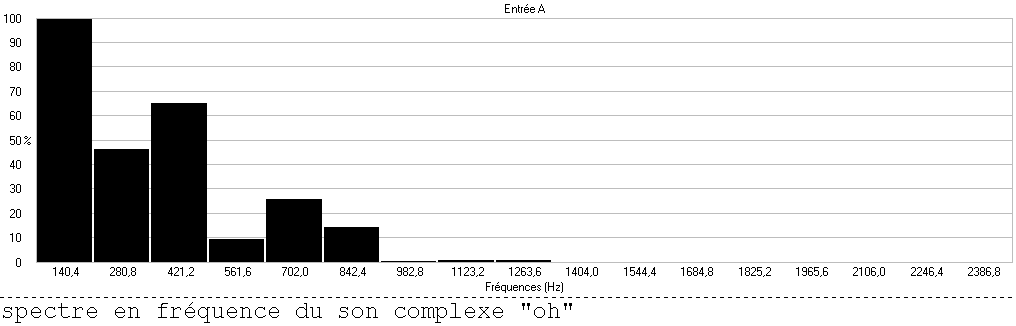 Entrée A
100
90
80
70
60
50 %
40
30
20
10
0
140,4 280,8 421,2 561,6 702,0 842,4 982,8 1123,2 1263,6 1404,0 1544,4 1684,8 1825,2 1965,6 2106,0 2246,4 2386,8
Fréquences (Hz)
spectre en fréquence du son complexe "oh"